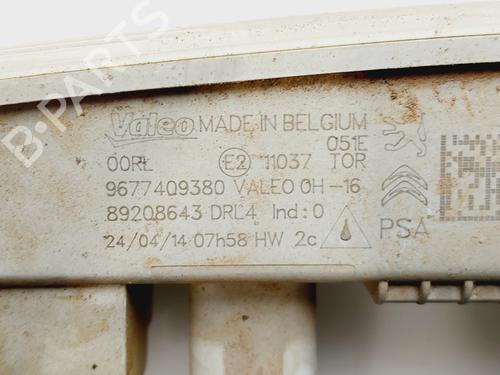 Valeo MADE IN BELGIUM
051E
00RL E2 11037 TOR
9677409380 VALEO 0H-16
89208643 DRL4 Ind:0
24/04/14 07h58 HW 2c
PSA
B-PARTS